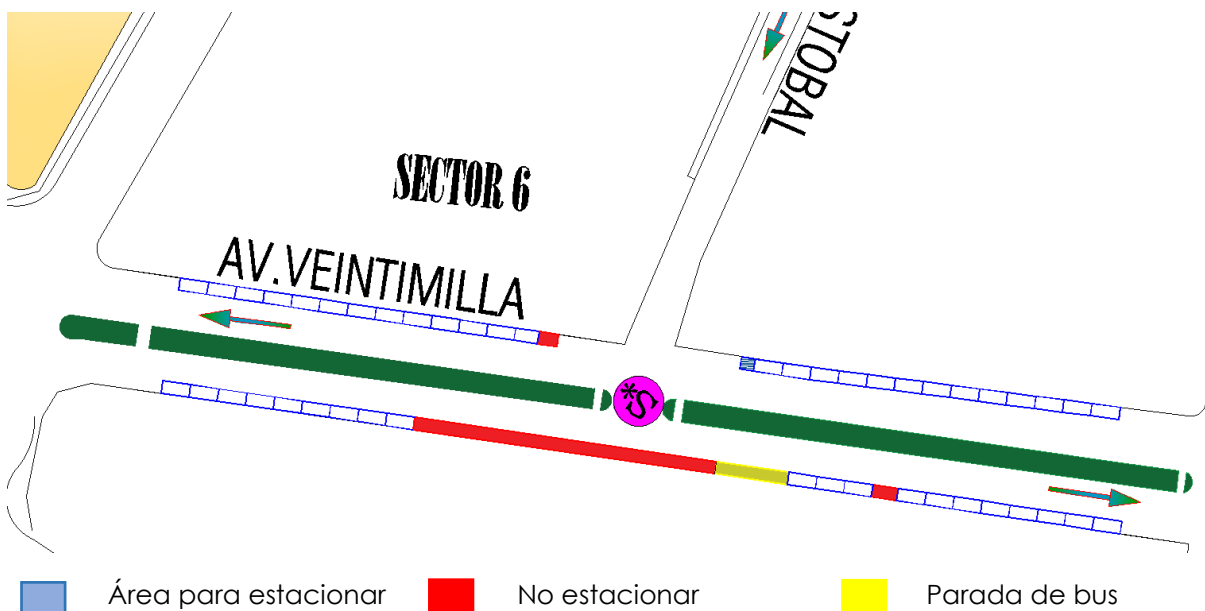 STOBAL
SECTOR 6
AV.VEINTIMILLA
S*
Área para estacionar
No estacionar
Parada de bus